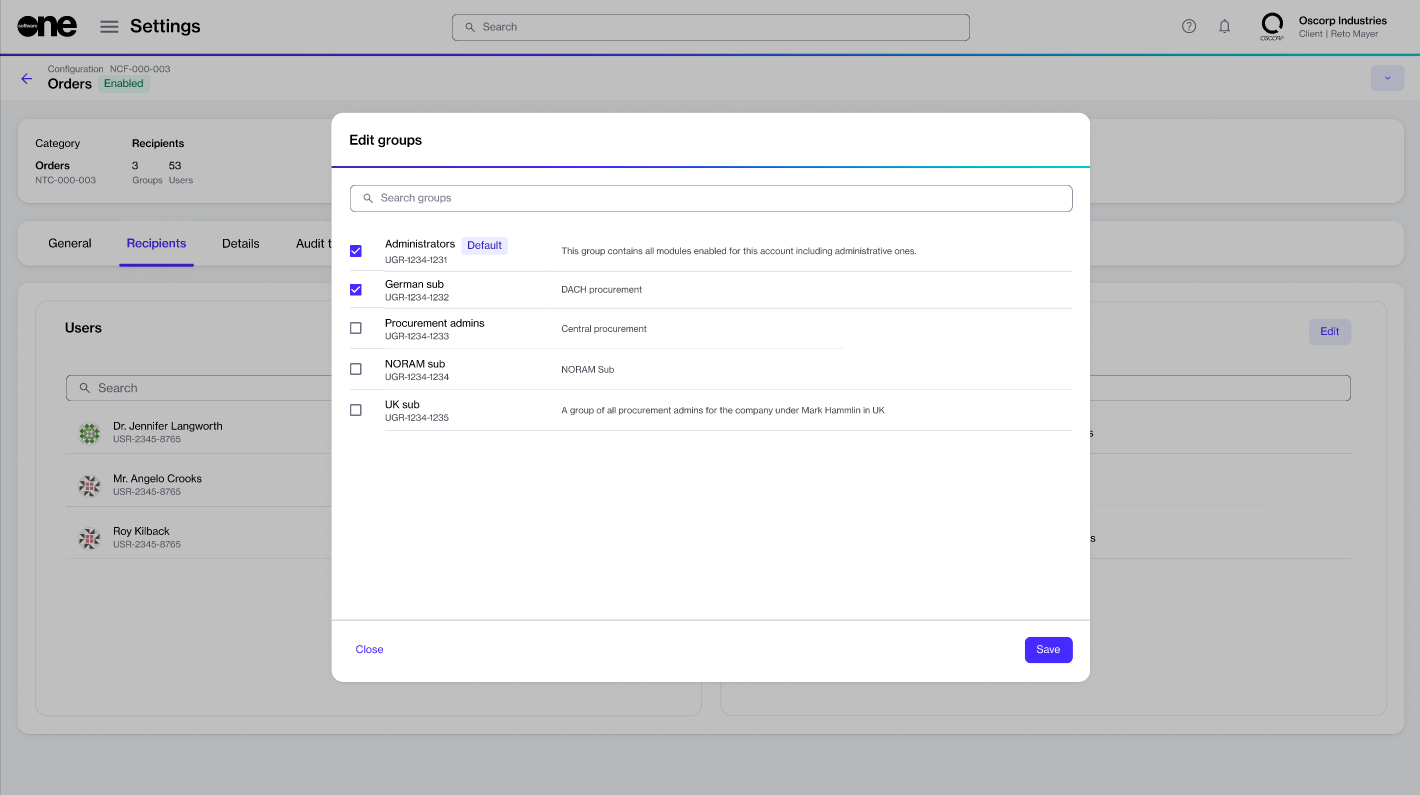 software
one
Settings
Search
Oscorp Industries
Client | Reto Mayer
OSCORP
Configuration NCF-000-003
Orders Enabled
Category
Recipients
Orders
3 53
NTC-000-003
Groups Users
General Recipients Details Audit t
Users
Edit
Search
Dr. Jennifer Langworth
USR-2345-8765
Mr. Angelo Crooks
USR-2345-8765
Roy Kilback
USR-2345-8765
s
s
Edit groups
Search groups
Administrators Default
UGR-1234-1231
This group contains all modules enabled for this account including administrative ones.
German sub
UGR-1234-1232
DACH procurement
Procurement admins
UGR-1234-1233
Central procurement
NORAM sub
UGR-1234-1234
NORAM Sub
UK sub
UGR-1234-1235
A group of all procurement admins for the company under Mark Hammlin in UK
Close
Save